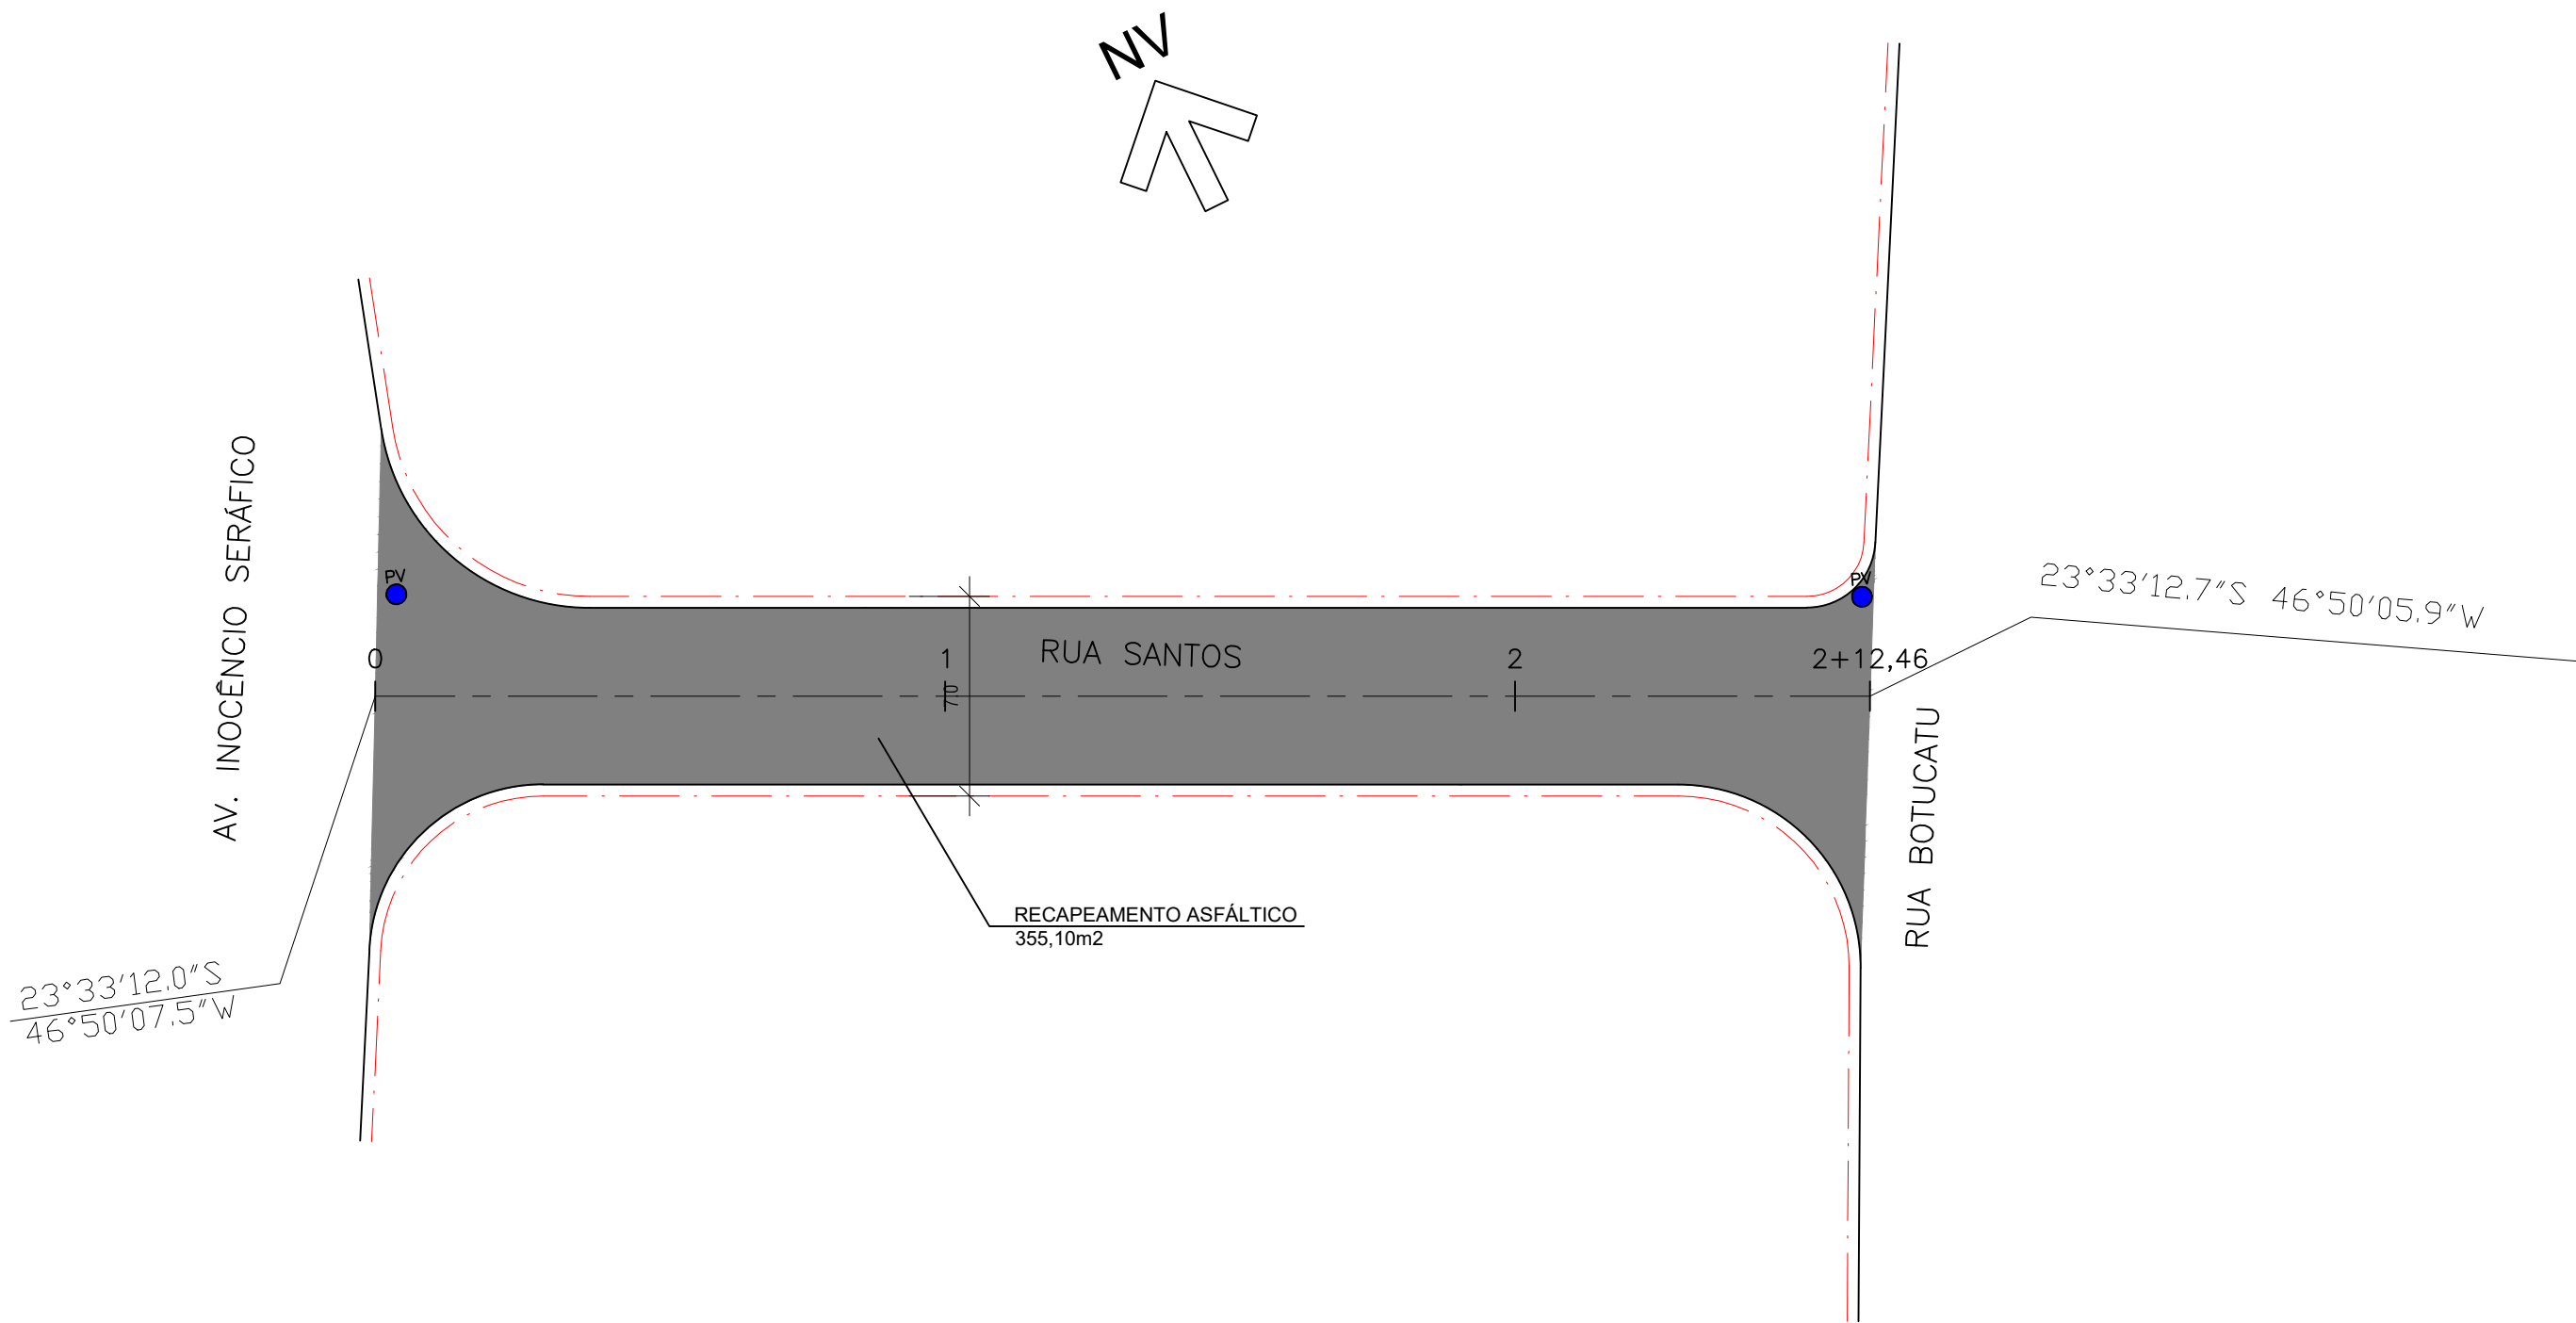 NV
AV. INOCÊNCIO SERÁFICO
PV
PV
23°33'12.7"S 46°50'05.9"W
RUA SANTOS
0
1
2
2+12,46
70
RUA BOTUCATU
RECAPEAMENTO ASFÁLTICO
355,10m2
23°33'12.0"S
46°50'07.5"W